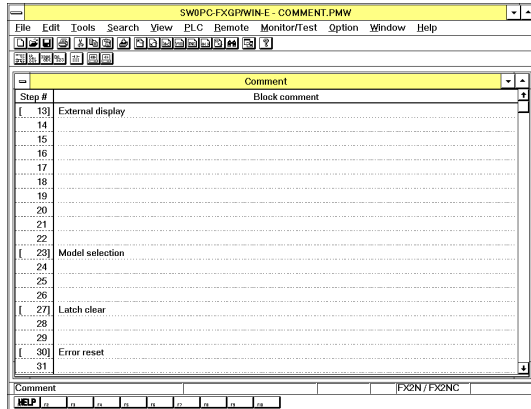 SW0PC-FXGP/WIN-E - COMMENT.PMW
File Edit Tools Search View PLC Remote Monitor/Test Option Window Help
Comment
Step # Block comment
[ 13] External display
14
15
16
17
18
19
20
21
22
[ 23] Model selection
24
25
26
[ 27] Latch clear
28
29
[ 30] Error reset
31
Comment FX2N / FX2NC
HELP